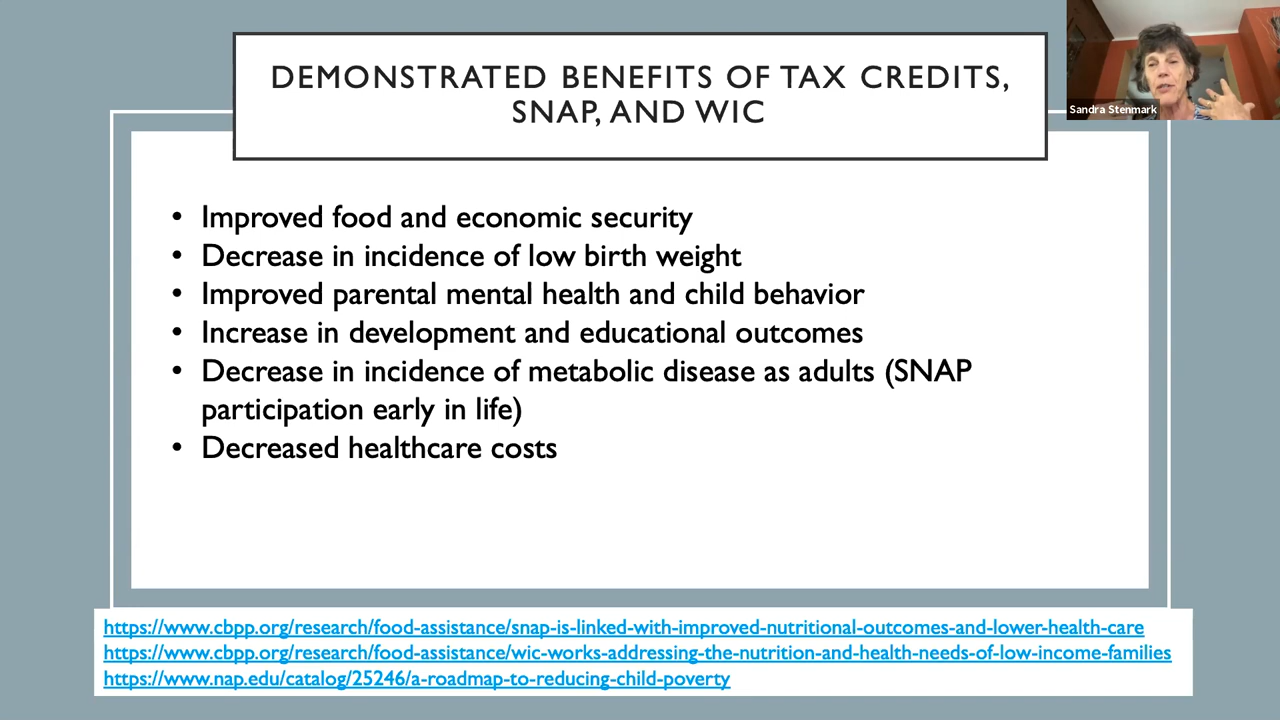 DEMONSTRATED BENEFITS OF TAX CREDITS,
SNAP, AND WIC
Sandra Stenmark
• Improved food and economic security
• Decrease in incidence of low birth weight
• Improved parental mental health and child behavior
• Increase in development and educational outcomes
• Decrease in incidence of metabolic disease as adults (SNAP
participation early in life)
• Decreased healthcare costs
https://www.cbpp.org/research/food-assistance/snap-is-linked-with-improved-nutritional-outcomes-and-lower-health-care
https://www.cbpp.org/research/food-assistance/wic-works-addressing-the-nutrition-and-health-needs-of-low-income-families
https://www.nap.edu/catalog/25246/a-roadmap-to-reducing-child-poverty